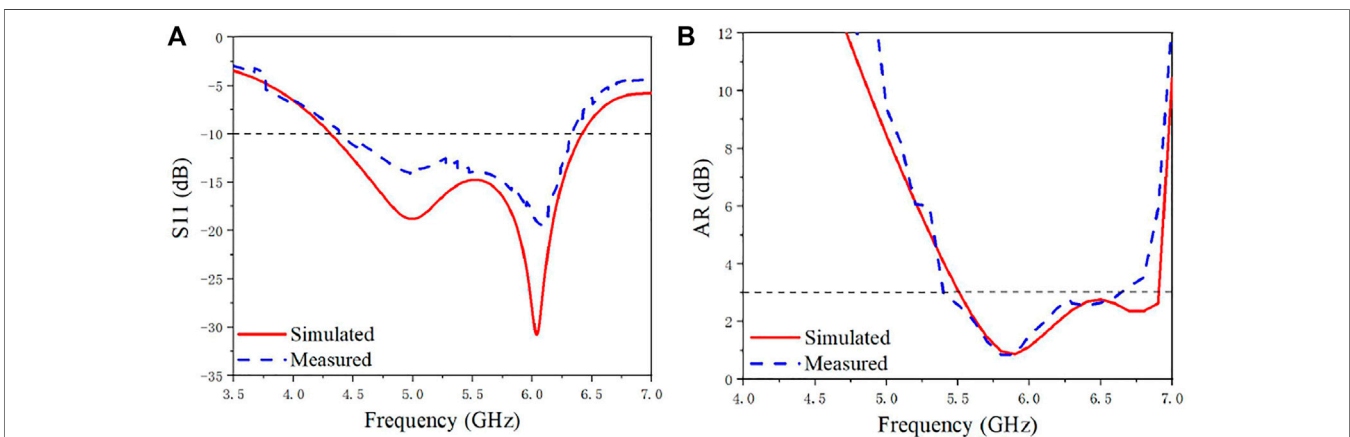 A
0
-5
-10
-15
-20
-25
-30
-35
S11 (dB)
Simulated
Measured
3.5 4.0 4.5 5.0 5.5 6.0 6.5 7.0
Frequency (GHz)
B
12
10
8
6
4
2
0
AR (dB)
Simulated
Measured
4.0 4.5 5.0 5.5 6.0 6.5 7.0
Frequency (GHz)